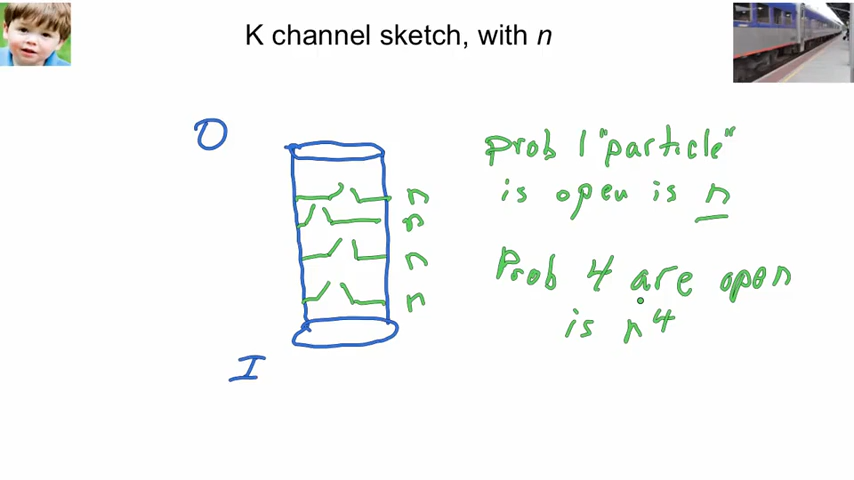 K channel sketch, with n
O
Prob 1 "particle"
is open is n
n
n
n
n
Prob 4 are open
is n4
I